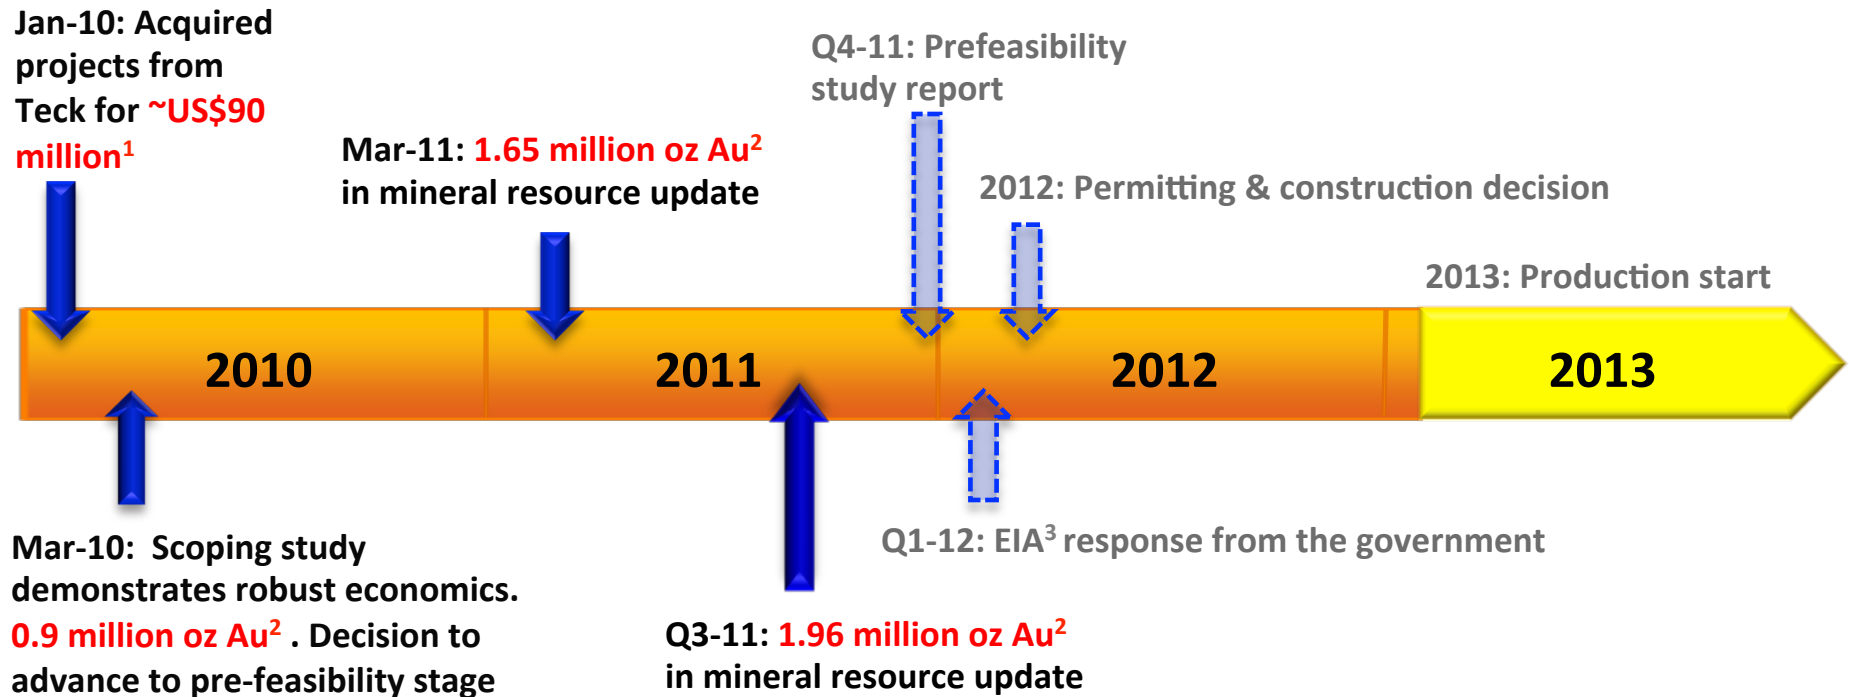 Jan-10: Acquired
projects from
Teck for ~US$90
million¹
Mar-11: 1.65 million oz Au²
in mineral resource update
Q4-11: Prefeasibility
study report
2012: Permitting & construction decision
2013: Production start
2010
2011
2012
2013
Mar-10: Scoping study
demonstrates robust economics.
0.9 million oz Au² . Decision to
advance to pre-feasibility stage
Q3-11: 1.96 million oz Au²
in mineral resource update
Q1-12: EIA³ response from the government